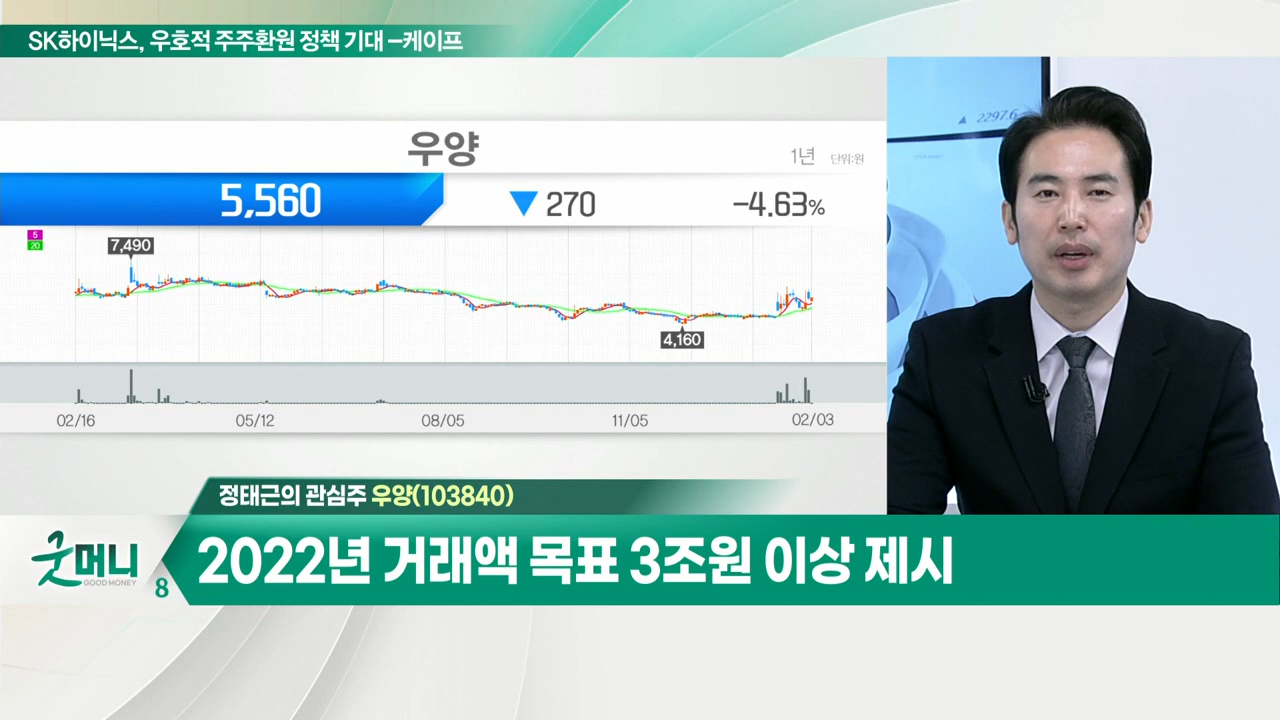 SK하이닉스, 우호적 주주환원 정책 기대 –케이프
▲ 2297.6
우양
1년 단위:원
5,560 ▼ 270 -4.63%
5
20
7,490
4,160
02/16 05/12 08/05 11/05 02/03
정태근의 관심주 우양(103840)
굿머니
GOOD MONEY
8
2022년 거래액 목표 3조원 이상 제시